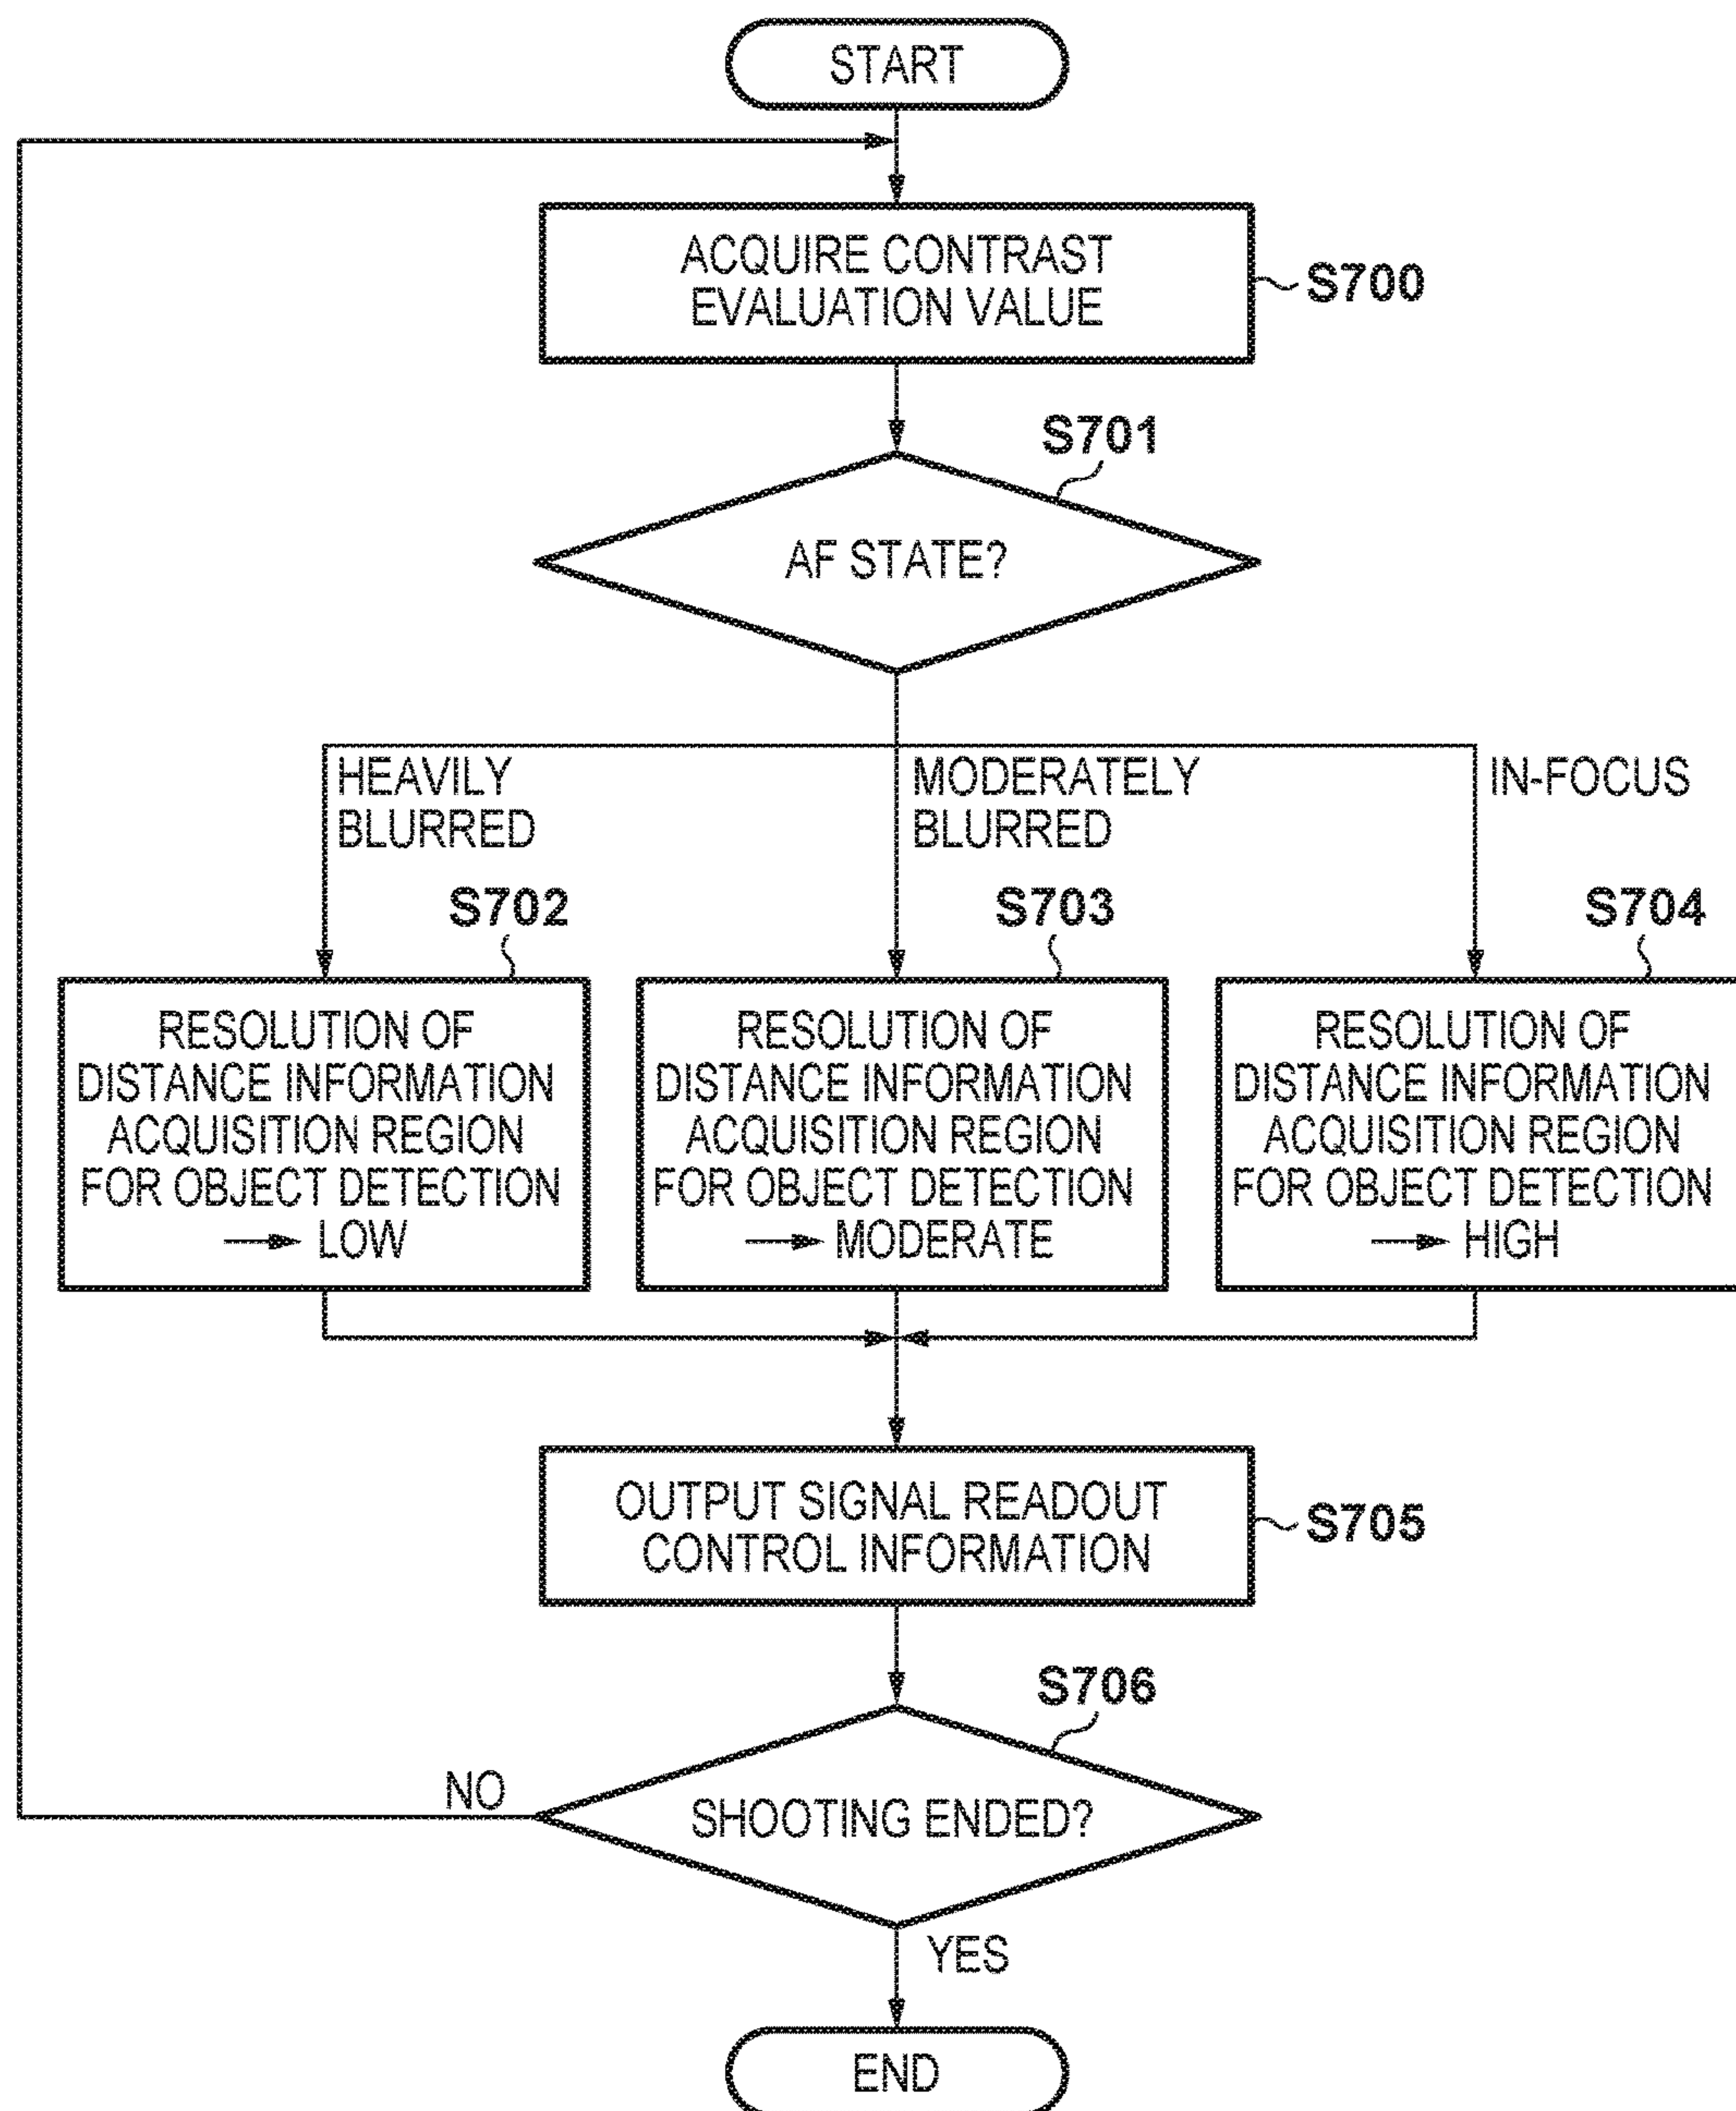 START
ACQUIRE CONTRAST
EVALUATION VALUE
S700
S701
AF STATE?
HEAVILY
BLURRED
MODERATELY
BLURRED
IN-FOCUS
S702
RESOLUTION OF
DISTANCE INFORMATION
ACQUISITION REGION
FOR OBJECT DETECTION
→ LOW
S703
RESOLUTION OF
DISTANCE INFORMATION
ACQUISITION REGION
FOR OBJECT DETECTION
→ MODERATE
S704
RESOLUTION OF
DISTANCE INFORMATION
ACQUISITION REGION
FOR OBJECT DETECTION
→ HIGH
OUTPUT SIGNAL READOUT
CONTROL INFORMATION
S705
S706
SHOOTING ENDED?
NO
YES
END